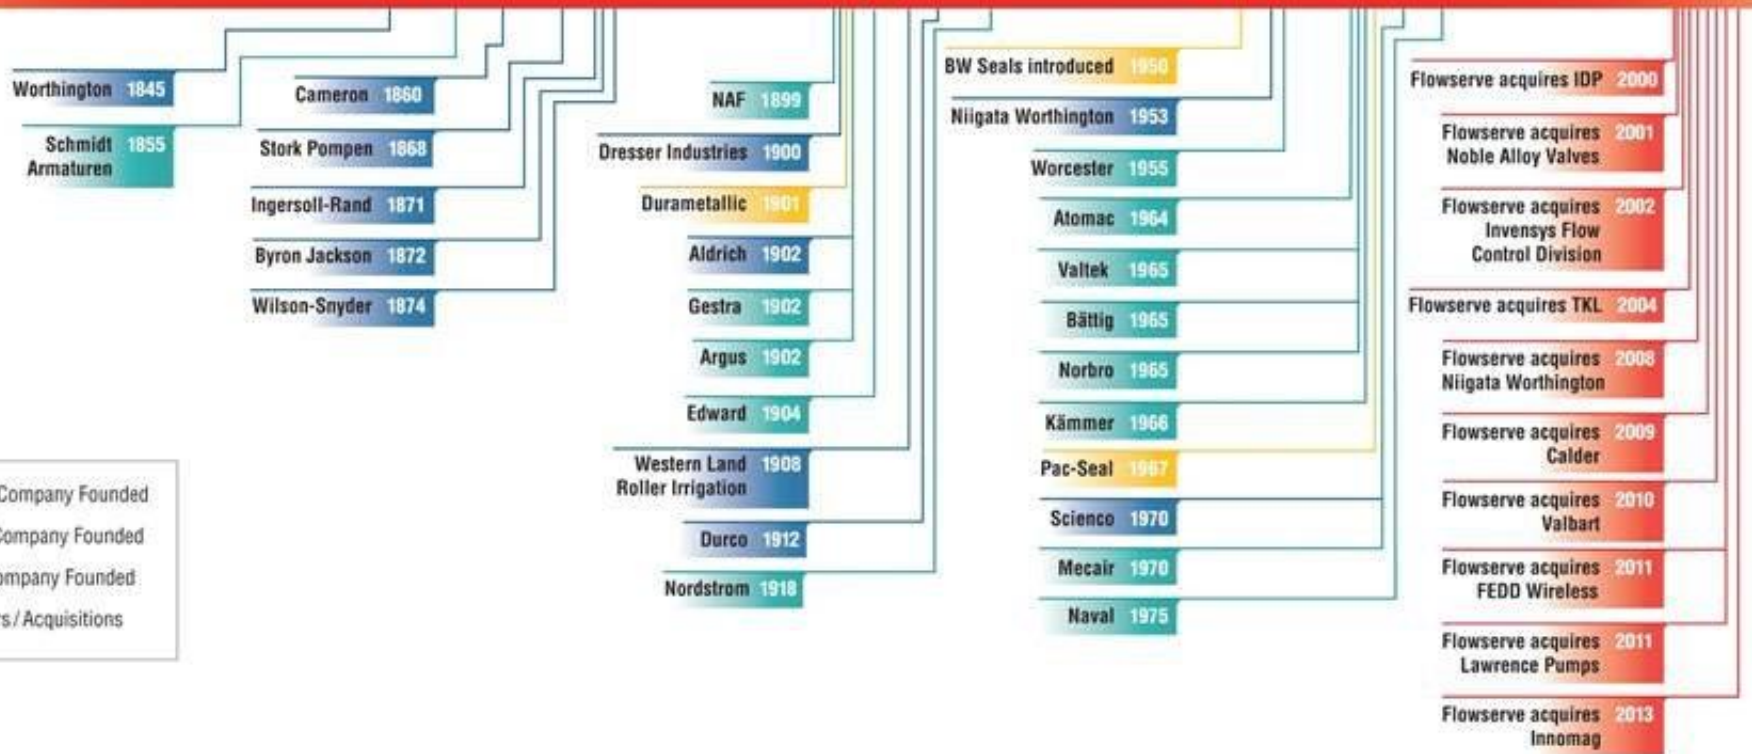 Worthington 1845
Schmidt 1855
Armaturen
Cameron 1860
Stork Pompen 1868
Ingersoll-Rand 1871
Byron Jackson 1872
Wilson-Snyder 1874
NAF 1899
Dresser Industries 1900
Durametallic 1901
Aldrich 1902
Gestra 1902
Argus 1902
Edward 1904
Western Land 1908
Roller Irrigation
Durco 1912
Nordstrom 1918
BW Seals introduced 1950
Niigata Worthington 1953
Worcester 1955
Atomac 1964
Valtek 1965
Bättig 1965
Norbro 1965
Kämmer 1966
Pac-Seal 1967
Scienco 1970
Mecair 1970
Naval 1975
Flowserve acquires IDP 2000
Flowserve acquires 2001
Noble Alloy Valves
Flowserve acquires 2002
Invensys Flow
Control Division
Flowserve acquires TKL 2004
Flowserve acquires 2008
Niigata Worthington
Flowserve acquires 2009
Calder
Flowserve acquires 2010
Valbart
Flowserve acquires 2011
FEDD Wireless
Flowserve acquires 2011
Lawrence Pumps
Flowserve acquires 2013
Innomag
Company Founded
Company Founded
ompany Founded
s / Acquisitions